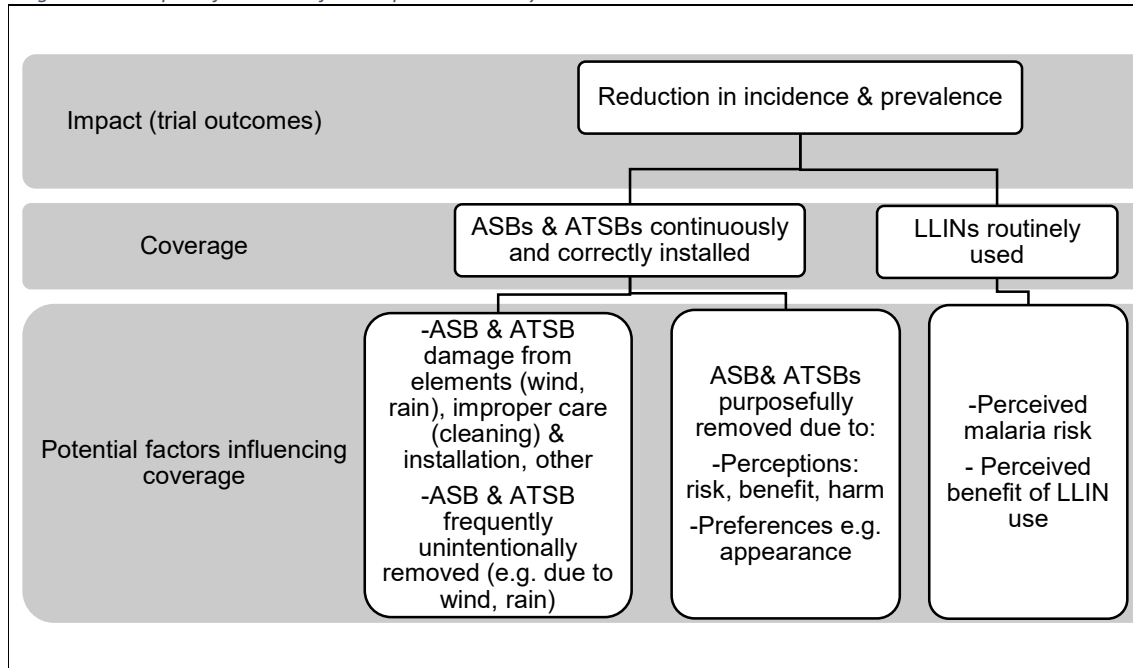 Impact (trial outcomes)
Reduction in incidence & prevalence
Coverage
ASBs & ATSBs continuously
and correctly installed
LLINs routinely
used
Potential factors influencing
coverage
-ASB & ATSB
damage from
elements (wind,
rain), improper care
(cleaning) &
installation, other
-ASB & ATSB
frequently
unintentionally
removed (e.g. due to
wind, rain)
ASB& ATSBs
purposefully
removed due to:
-Perceptions:
risk, benefit, harm
-Preferences e.g.
appearance
-Perceived
malaria risk
- Perceived
benefit of LLIN
use